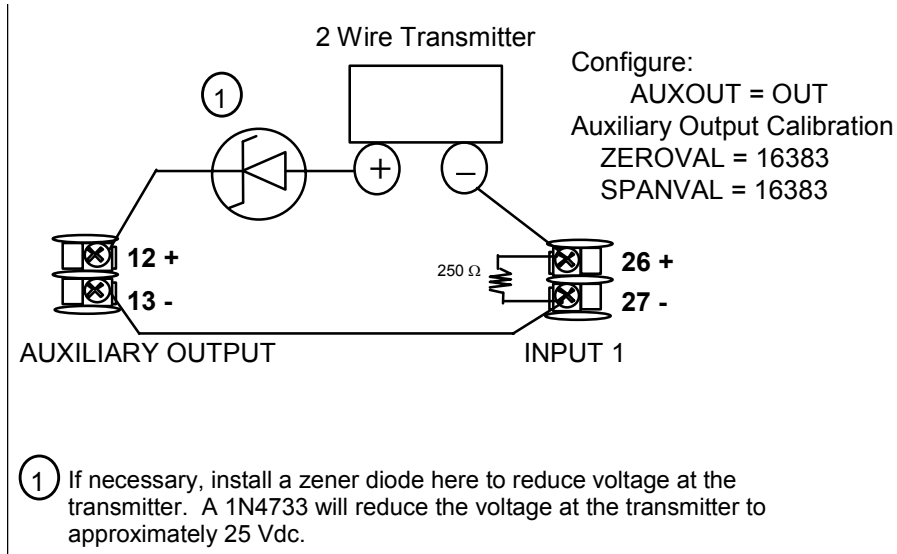 2 Wire Transmitter
Configure:
AUXOUT = OUT
Auxiliary Output Calibration
ZEROVAL = 16383
SPANVAL = 16383
1
+
–
12 +
13 -
250 Ω
26 +
27 -
AUXILIARY OUTPUT
INPUT 1
1 If necessary, install a zener diode here to reduce voltage at the
transmitter. A 1N4733 will reduce the voltage at the transmitter to
approximately 25 Vdc.